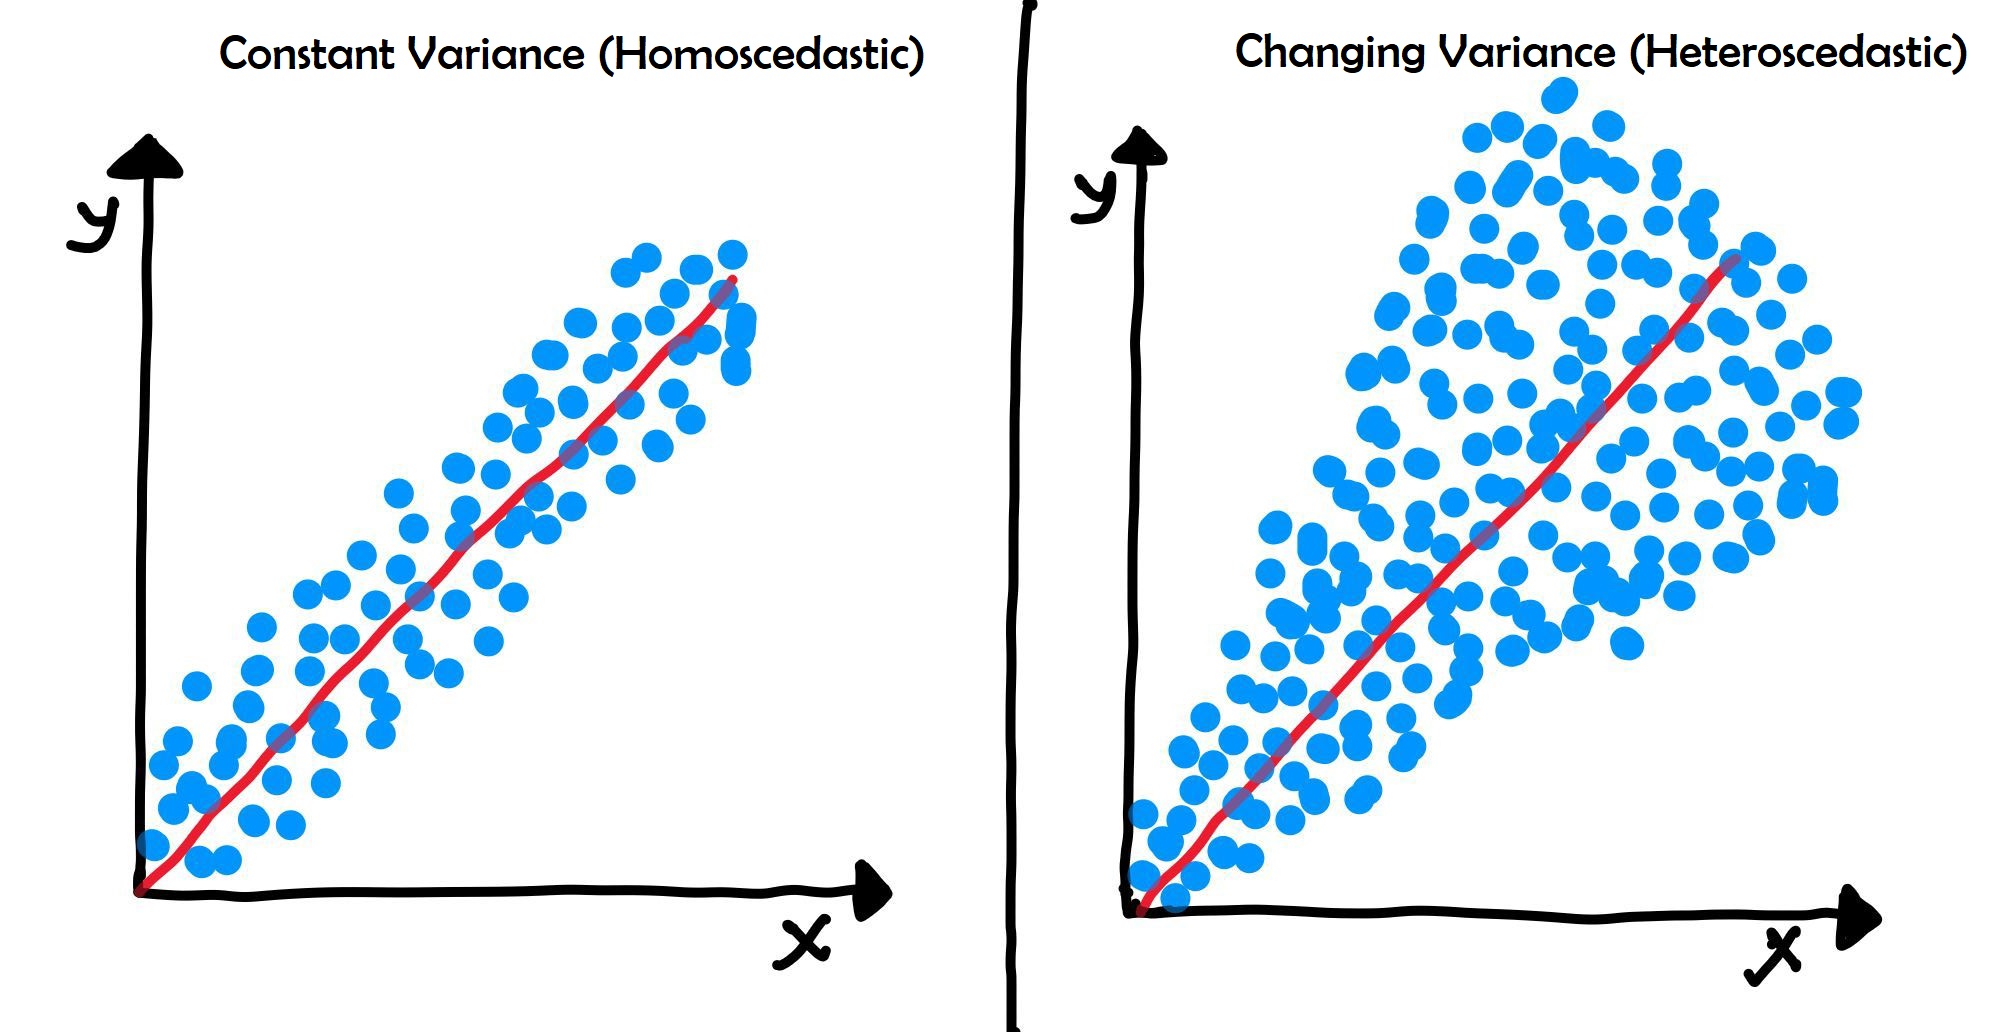 Constant Variance (Homoscedastic)
y
x
Changing Variance (Heteroscedastic)
y
x